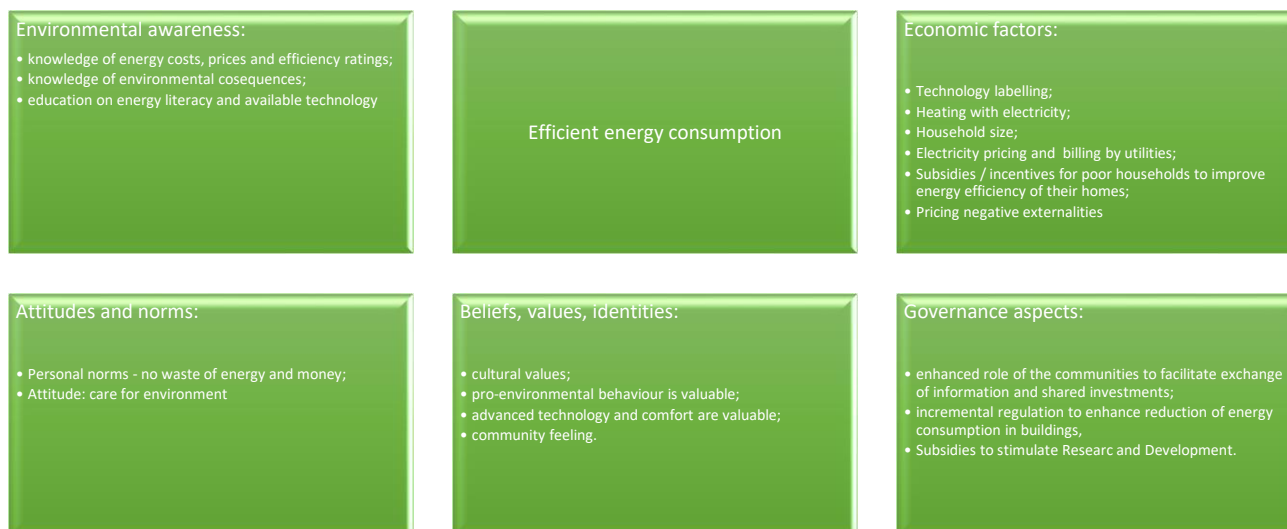 Environmental awareness:
• knowledge of energy costs, prices and efficiency ratings;
• knowledge of environmental cosequences;
• education on energy literacy and available technology
Efficient energy consumption
Economic factors:
• Technology labelling;
• Heating with electricity;
• Household size;
• Electricity pricing and billing by utilities;
• Subsidies / incentives for poor households to improve
energy efficiency of their homes;
• Pricing negative externalities
Attitudes and norms:
• Personal norms - no waste of energy and money;
• Attitude: care for environment
Beliefs, values, identities:
• cultural values;
• pro-environmental behaviour is valuable;
• advanced technology and comfort are valuable;
• community feeling.
Governance aspects:
• enhanced role of the communities to facilitate exchange
of information and shared investments;
• incremental regulation to enhance reduction of energy
consumption in buildings,
• Subsidies to stimulate Researc and Development.